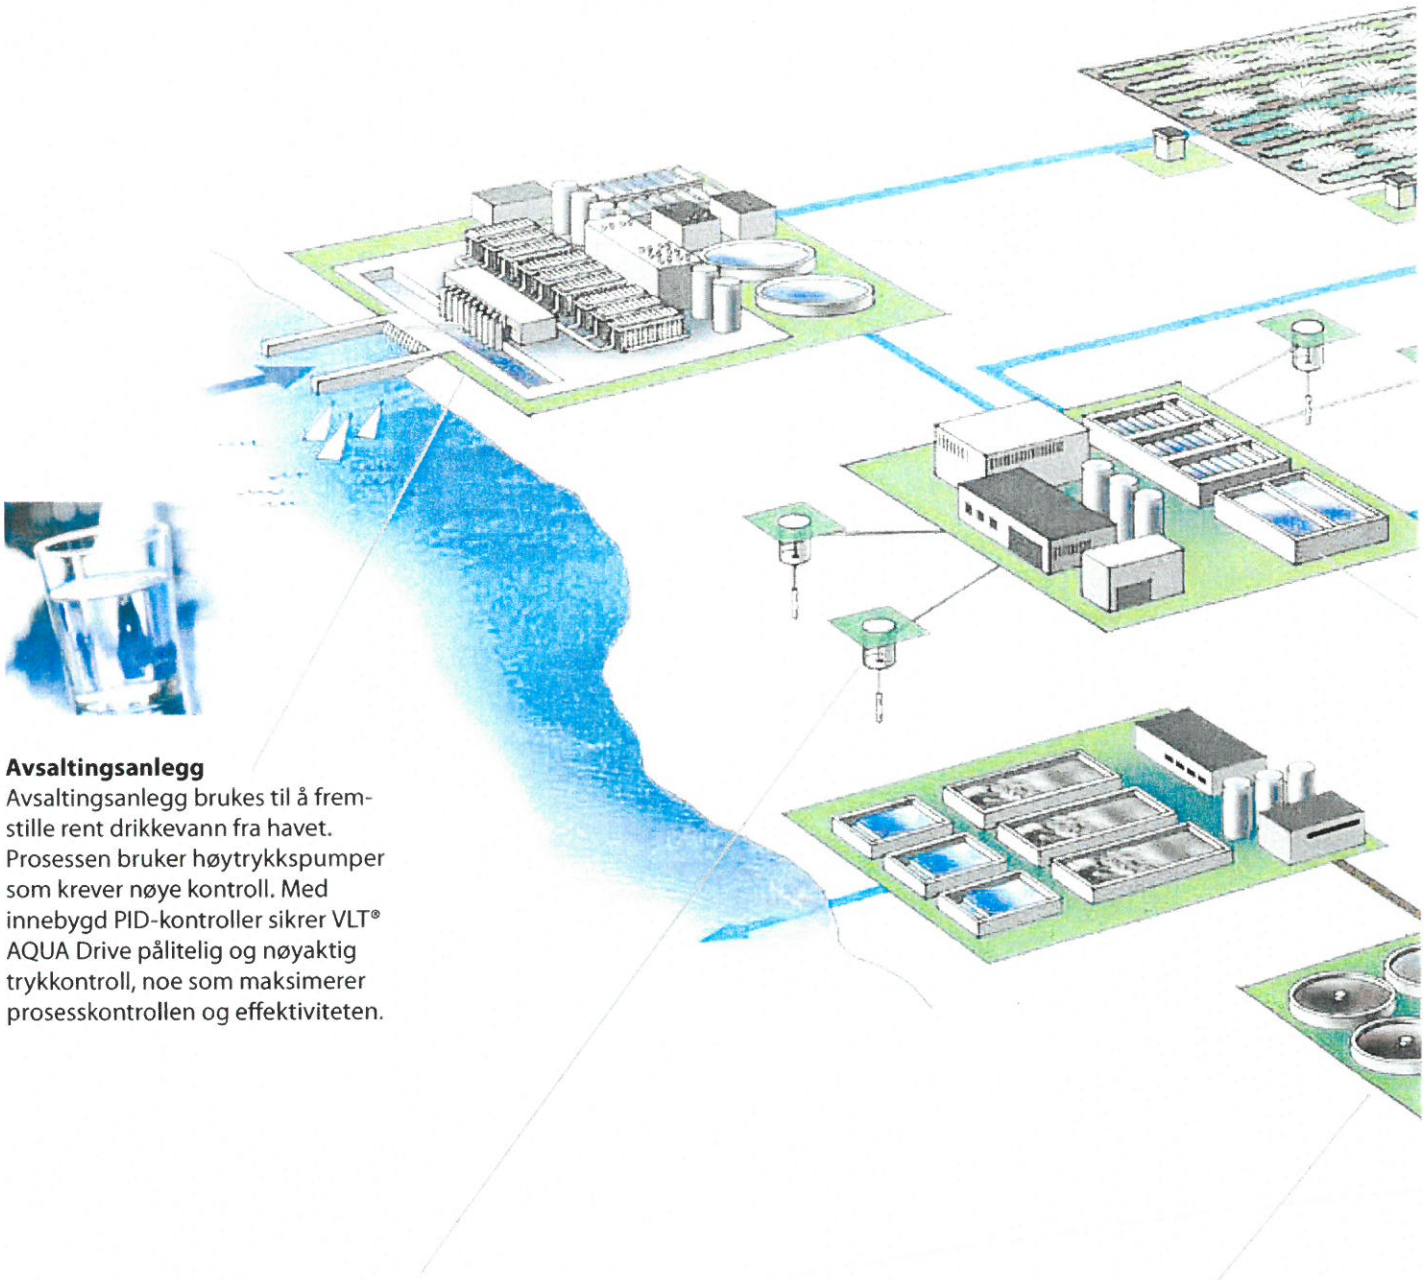 Avsaltingsanlegg
Avsaltingsanlegg brukes til å frem-
stille rent drikkevann fra havet.
Prosessen bruker høytrykkspumper
som krever nøye kontroll. Med
innebygd PID-kontroller sikrer VLT®
AQUA Drive pålitelig og nøyaktig
trykkontroll, noe som maksimerer
prosesskontrollen og effektiviteten.